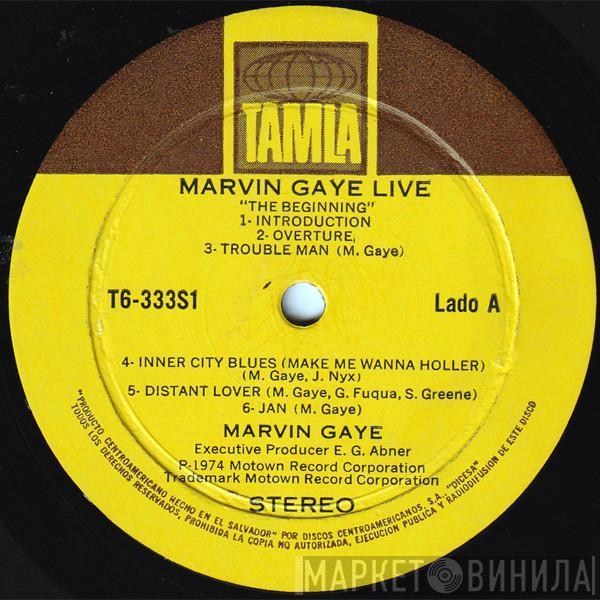 TAMLA
MARVIN GAYE LIVE
"THE BEGINNING"
1- INTRODUCTION
2- OVERTURE,
3- TROUBLE MAN (M. Gaye)
T6-333S1
Lado A
4- INNER CITY BLUES (MAKE ME WANNA HOLLER)
(M. Gaye, J. Nyx)
5- DISTANT LOVER (M. Gaye, G. Fuqua, S. Greene)
6- JAN (M. Gaye)
MARVIN GAYE
Executive Producer E. G. Abner
P-1974 Motown Record Corporation
Trademark Motown Record Corporation
STEREO
"PRODUCTO CENTROAMERICANO HECHO EN EL SALVADOR" POR DISCOS CENTROAMERICANOS, S.A., "DICESA"
TODOS LOS DERECHOS RESERVADOS, PROHIBIDA LA COPIA NO AUTORIZADA, EJECUCION PUBLICA Y RADIODIFUSION DE ESTE DISCO
МАРКЕТ ВИНИЛА